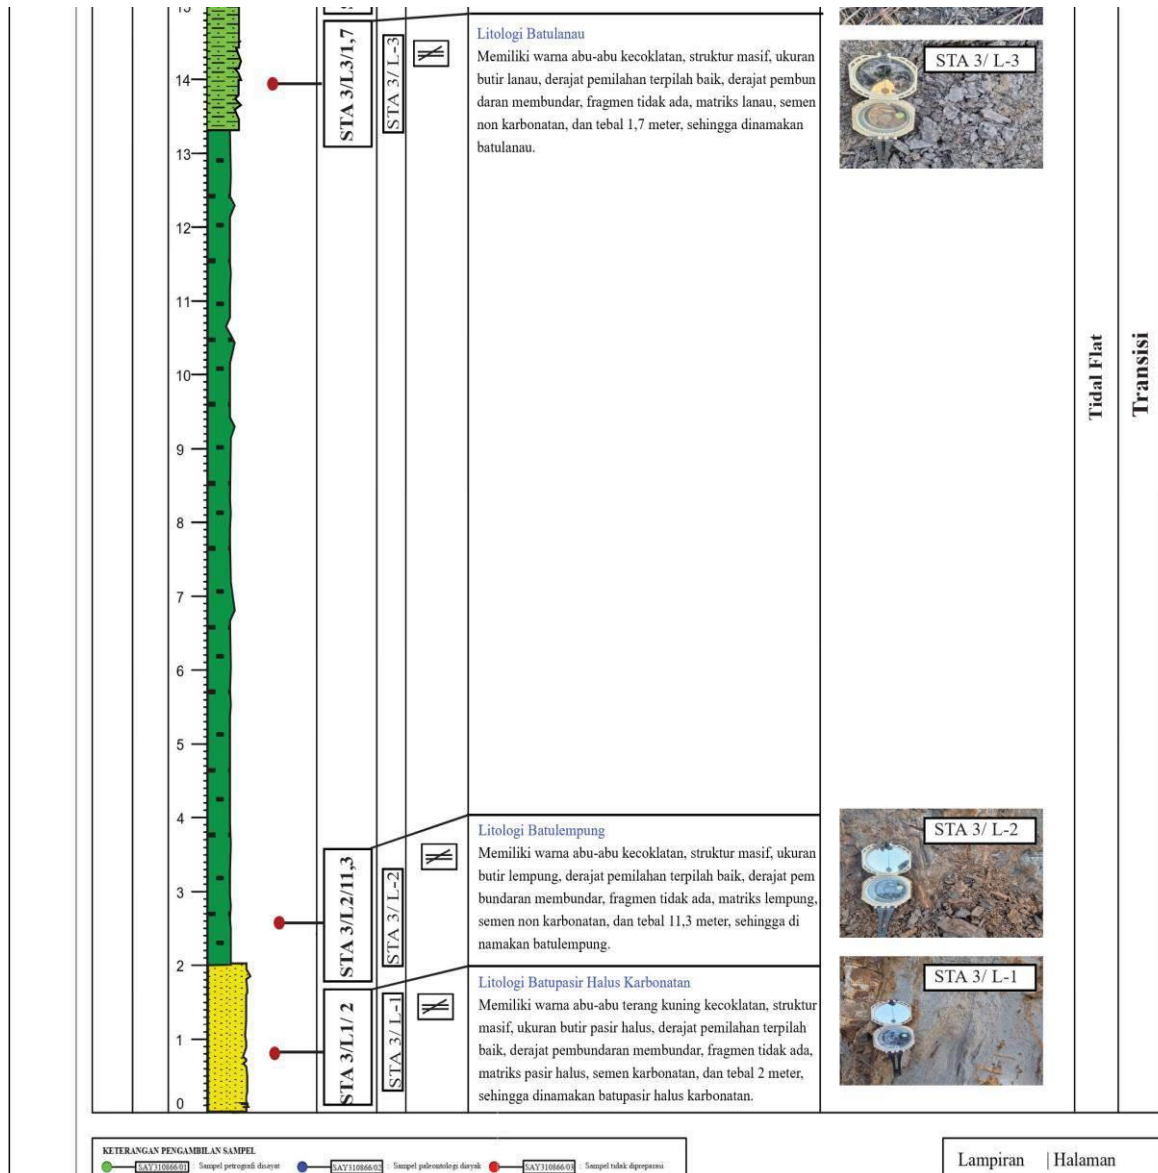 15
14
13
12
11
10
9
8
7
6
5
4
3
2
1
0
STA 3/L3/1,7
STA 3/ L-3
Litologi Batulanau
Memiliki warna abu-abu kecoklatan, struktur masif, ukuran
butir lanau, derajat pemilahan terpilah baik, derajat pembun
daran membundar, fragmen tidak ada, matriks lanau, semen
non karbonatan, dan tebal 1,7 meter, sehingga dinamakan
batulanau.
STA 3/ L-3
STA 3/L2/11,3
STA 3/ L-2
Litologi Batulempung
Memiliki warna abu-abu kecoklatan, struktur masif, ukuran
butir lempung, derajat pemilahan terpilah baik, derajat pem
bundaran membundar, fragmen tidak ada, matriks lempung,
semen non karbonatan, dan tebal 11,3 meter, sehingga di
namakan batulempung.
STA 3/ L-2
STA 3/L1/ 2
STA 3/ L-1
Litologi Batupasir Halus Karbonatan
Memiliki warna abu-abu terang kuning kecoklatan, struktur
masif, ukuran butir pasir halus, derajat pemilahan terpilah
baik, derajat pembundaran membundar, fragmen tidak ada,
matriks pasir halus, semen karbonatan, dan tebal 2 meter,
sehingga dinamakan batupasir halus karbonatan.
STA 3/ L-1
Tidal Flat
Transisi
KETERANGAN PENGAMBILAN SAMPEL
SAY310866/01 : Sampel petrografi disayat SAY310866/02 : Sampel paleontologi diayak SAY310866/03 : Sampel tidak dipreparasi
Lampiran | Halaman